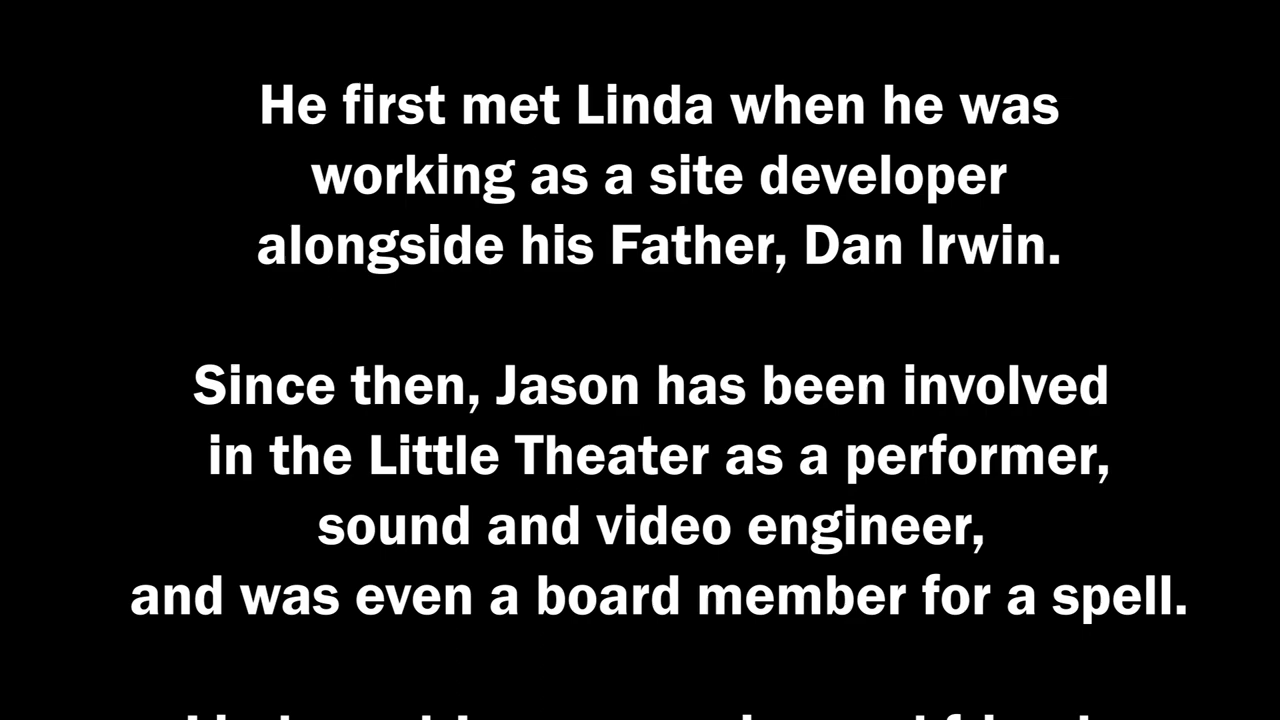 He first met Linda when he was
working as a site developer
alongside his Father, Dan Irwin.
Since then, Jason has been involved
in the Little Theater as a performer,
sound and video engineer,
and was even a board member for a spell.